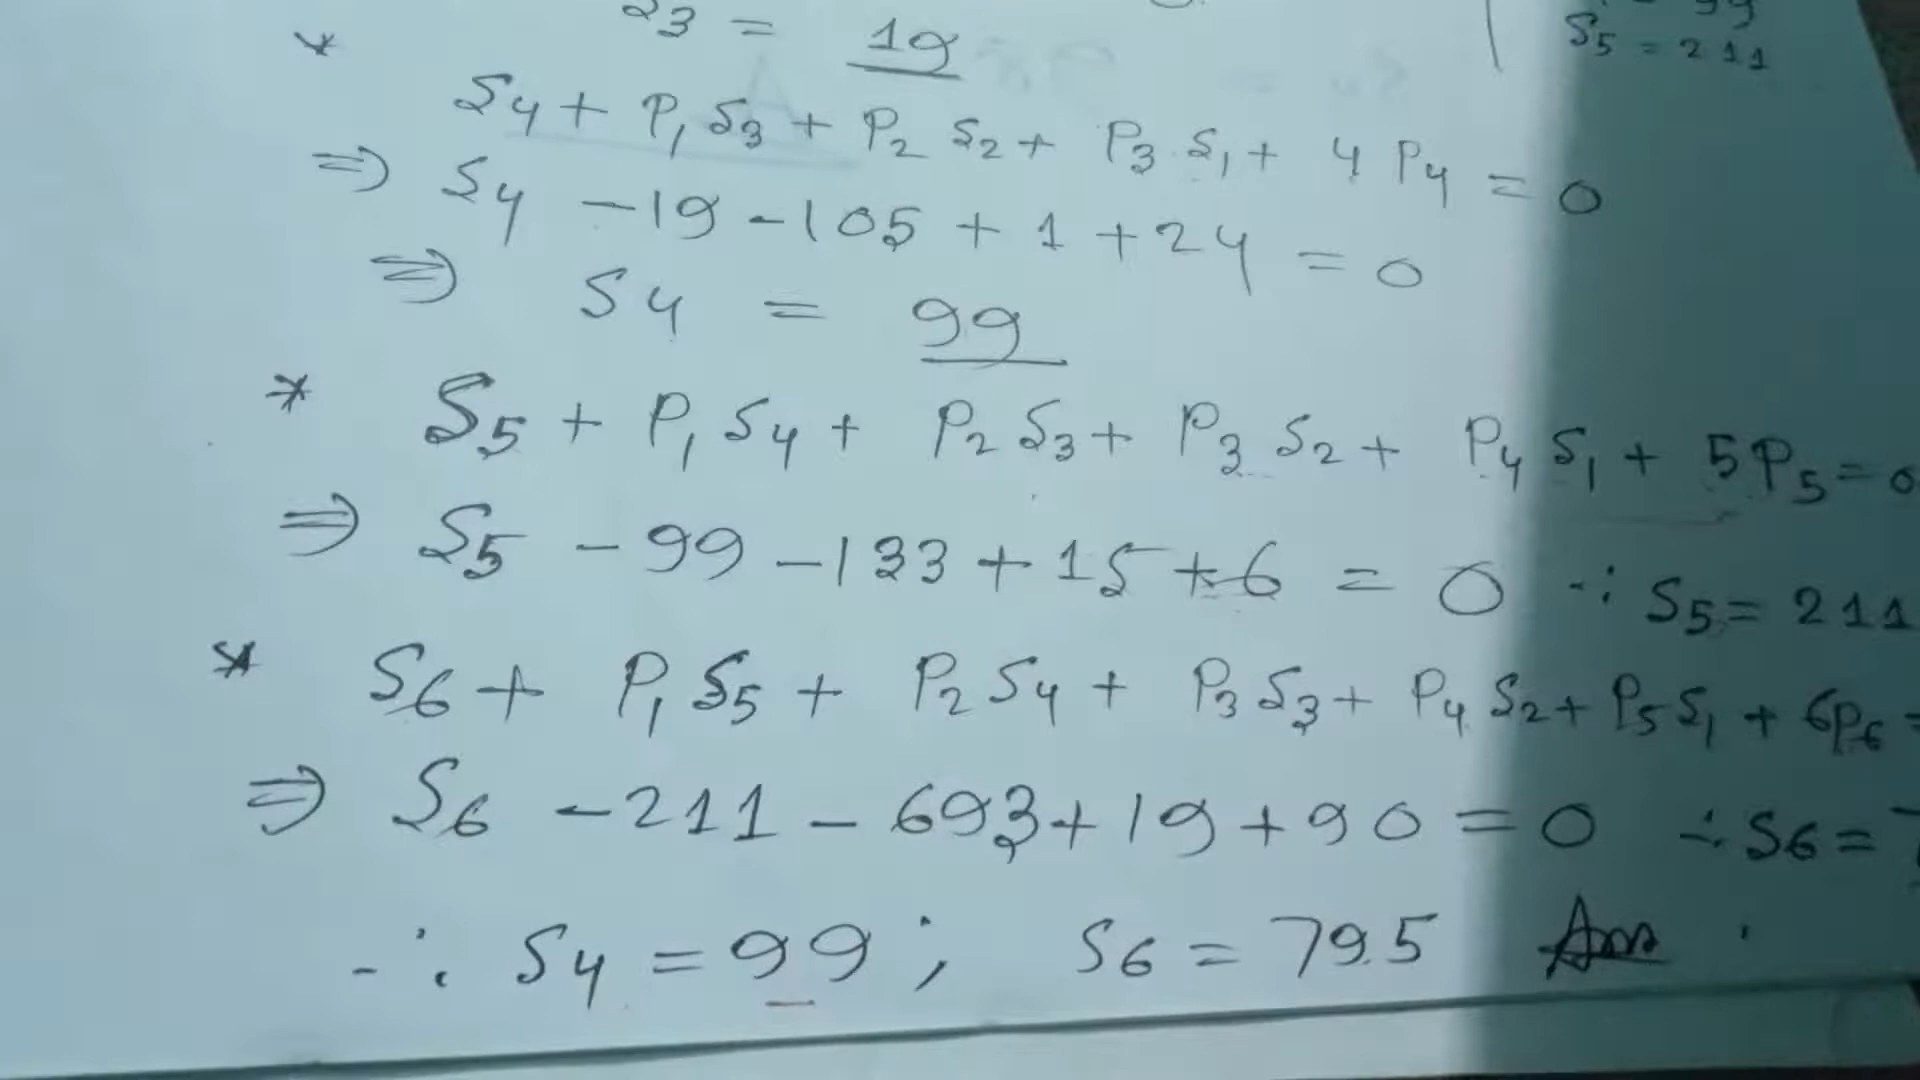 S3 = 19
S5 = 211
* S4 + P1 S3 + P2 S2 + P3 S1 + 4 P4 = 0
⇒ S4 - 19 - 105 + 1 + 24 = 0
⇒ S4 = 99
* S5 + P1 S4 + P2 S3 + P3 S2 + P4 S1 + 5P5 = 0
⇒ S5 - 99 - 133 + 15 + 6 = 0 ∴ S5 = 211
* S6 + P1 S5 + P2 S4 + P3 S3 + P4 S2 + P5 S1 + 6P6 =
⇒ S6 - 211 - 693 + 19 + 90 = 0 ∴ S6 =
∴ S4 = 99 ; S6 = 795 Ans.